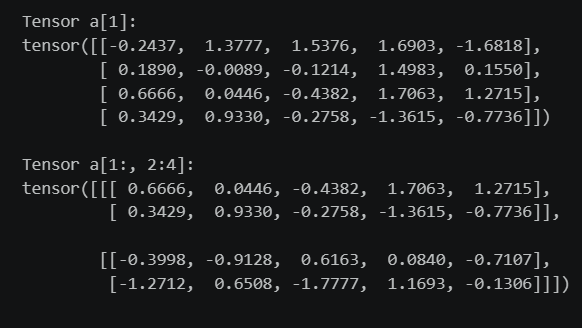 Tensor a[1]:
tensor([[-0.2437,  1.3777,  1.5376,  1.6903, -1.6818],
        [ 0.1890, -0.0089, -0.1214,  1.4983,  0.1550],
        [ 0.6666,  0.0446, -0.4382,  1.7063,  1.2715],
        [ 0.3429,  0.9330, -0.2758, -1.3615, -0.7736]])
Tensor a[1:, 2:4]:
tensor([[[ 0.6666,  0.0446, -0.4382,  1.7063,  1.2715],
         [ 0.3429,  0.9330, -0.2758, -1.3615, -0.7736]],
        [[-0.3998, -0.9128,  0.6163,  0.0840, -0.7107],
         [-1.2712,  0.6508, -1.7777,  1.1693, -0.1306]]])